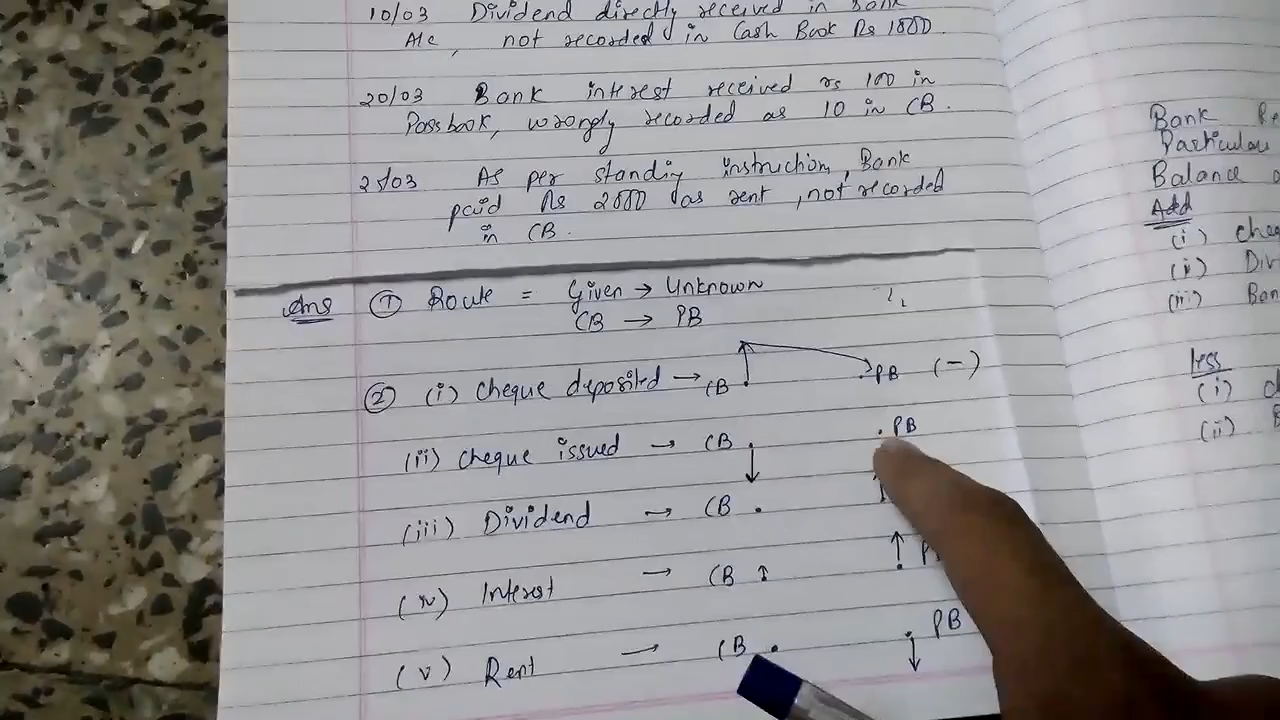 10/03 Dividend directly received in Bank
A/c, not recorded in Cash Book Rs 1800.
20/03 Bank interest received rs 100 in
Passbook, wrongly recorded as 10 in CB.
25/03 As per standing instruction, Bank
paid Rs 2000 as rent, not recorded
in CB.
Ans ① Route = Given → Unknown
CB → PB
② (i) Cheque deposited → CB PB (-)
(ii) Cheque issued → CB ↓ PB
(iii) Dividend → CB ↑
(iv) Interest → CB ↕ ↑
(v) Rent → CB ↓ PB
Bank
Particulars
Balance
Add
(i)
(ii)
(iii)
Less
(i)
(ii)